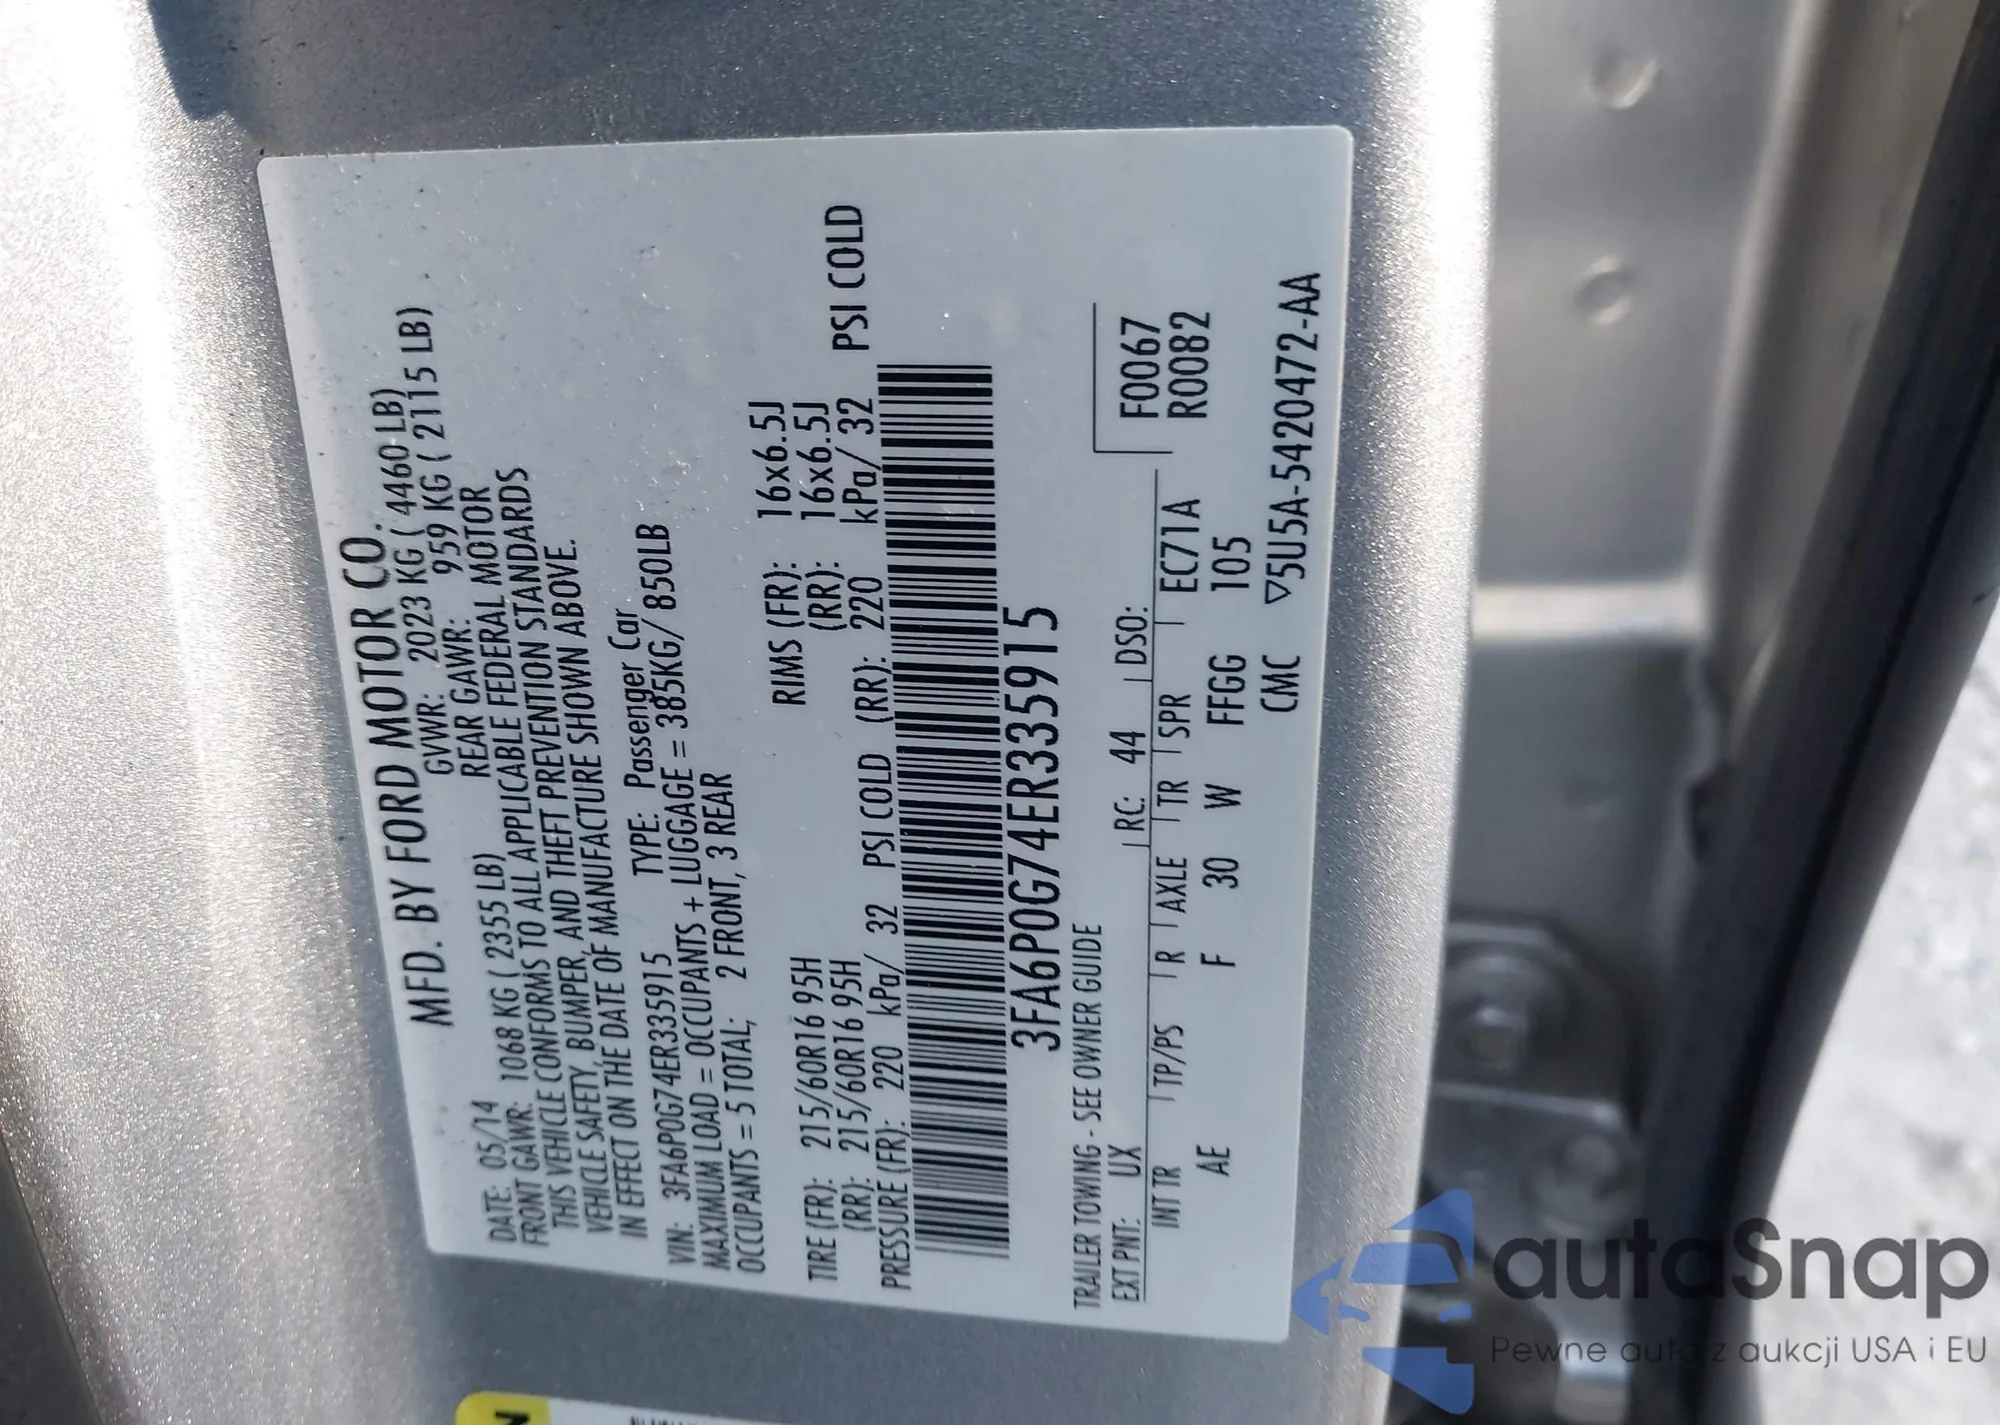 MFD. BY FORD MOTOR CO.
DATE: 05/14 GVWR: 2023 KG ( 4460 LB)
FRONT GAWR: 1068 KG ( 2355 LB) REAR GAWR: 959 KG ( 2115 LB)
THIS VEHICLE CONFORMS TO ALL APPLICABLE FEDERAL MOTOR
VEHICLE SAFETY, BUMPER, AND THEFT PREVENTION STANDARDS
IN EFFECT ON THE DATE OF MANUFACTURE SHOWN ABOVE.
VIN: 3FA6P0G74ER335915 TYPE: Passenger Car
MAXIMUM LOAD = OCCUPANTS + LUGGAGE = 385KG/ 850LB
OCCUPANTS = 5 TOTAL; 2 FRONT, 3 REAR
TIRE (FR): 215/60R16 95H RIMS (FR): 16x6.5J
(RR): 215/60R16 95H (RR): 16x6.5J
PRESSURE (FR): 220 kPa/ 32 PSI COLD (RR): 220 kPa/ 32 PSI COLD
3FA6P0G74ER335915
TRAILER TOWING - SEE OWNER GUIDE
F0067
EXT PNT: UX RC: 44 DSO:
R0082
INT TR TP/PS R AXLE TR SPR EC71A
AE F 30 W FFGG 105
CMC ▽5U5A-5420472-AA
autaSnap
Pewne auta z aukcji USA i EU